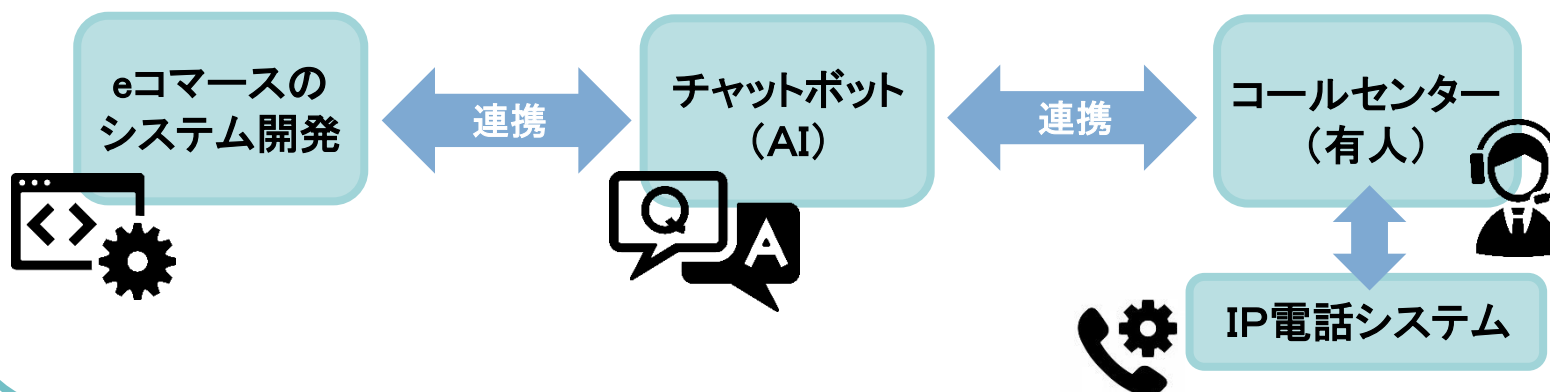 eコマースの
システム開発
連携
チャットボット
（AI）
連携
コールセンター
（有人）
IP電話システム
Q
A